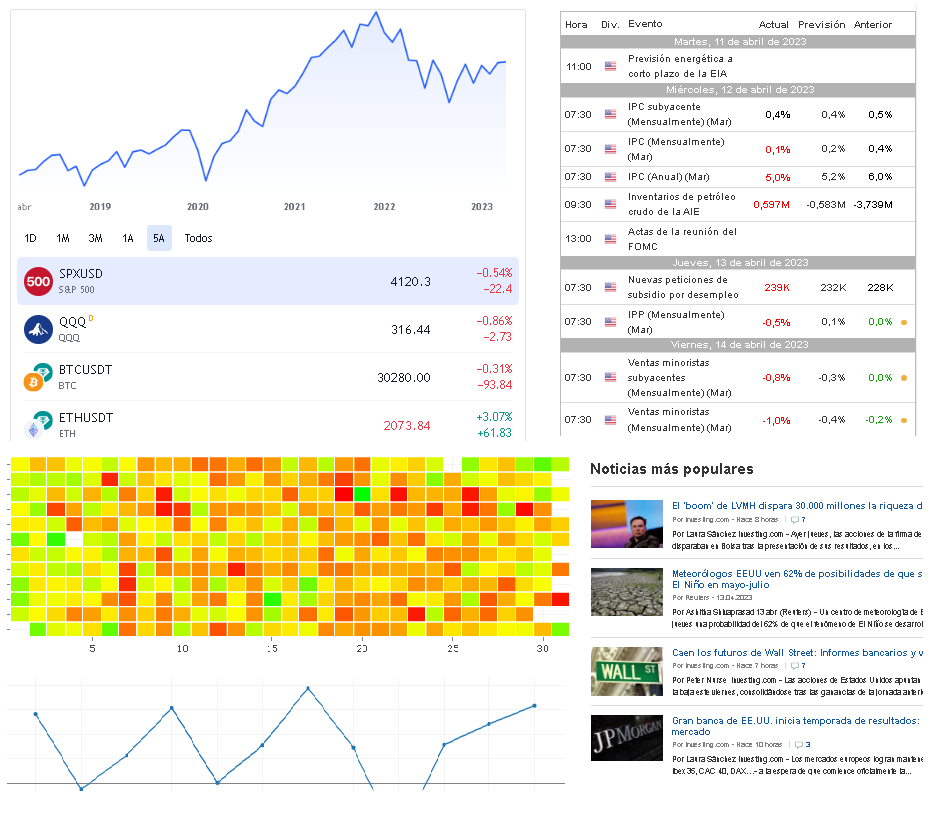 abr 2019 2020 2021 2022 2023
1D 1M 3M 1A 5A Todos
500 SPXUSD 4120.3 −0.54%
S&P 500 −22.4
QQQ D 316.44 −0.86%
QQQ −2.73
BTCUSDT 30280.00 −0.31%
BTC −93.84
ETHUSDT 2073.84 +3.07%
ETH +61.83
Hora Div. Evento Actual Previsión Anterior
Martes, 11 de abril de 2023
11:00 Previsión energética a
corto plazo de la EIA
Miércoles, 12 de abril de 2023
07:30 IPC subyacente
(Mensualmente) (Mar) 0,4% 0,4% 0,5%
07:30 IPC (Mensualmente)
(Mar) 0,1% 0,2% 0,4%
07:30 IPC (Anual) (Mar) 5,0% 5,2% 6,0%
09:30 Inventarios de petróleo
crudo de la AIE 0,597M -0,583M -3,739M
13:00 Actas de la reunión del
FOMC
Jueves, 13 de abril de 2023
07:30 Nuevas peticiones de
subsidio por desempleo 239K 232K 228K
07:30 IPP (Mensualmente)
(Mar) -0,5% 0,1% 0,0%
Viernes, 14 de abril de 2023
07:30 Ventas minoristas
subyacentes
(Mensualmente) (Mar) -0,8% -0,3% 0,0%
07:30 Ventas minoristas
(Mensualmente) (Mar) -1,0% -0,4% -0,2%
5 10 15 20 25 30
Noticias más populares
El 'boom' de LVMH dispara 30.000 millones la riqueza d
Por Investing.com - Hace 8 horas | 7
Por Laura Sánchez Investing.com - Ayer jueves, las acciones de la firma de
disparaban en Bolsa tras la presentación de sus resultados, en los...
Meteorólogos EEUU ven 62% de posibilidades de que s
El Niño en mayo-julio
Por Reuters - 13.04.2023
13 abr (Reuters) - Un centro de meteorología de E
jueves una probabilidad del 62% de que el fenómeno de El Niño se desarrol
WALL ST
Caen los futuros de Wall Street: Informes bancarios y v
Por Investing.com - Hace 7 horas | 7
Por Peter Nurse Investing.com - Las acciones de Estados Unidos apuntan
la baja este viernes, consolidándose tras las ganancias de la jornada anteri
JPMORGAN
Gran banca de EE.UU. inicia temporada de resultados:
mercado
Por Investing.com - Hace 10 horas | 3
Por Laura Sánchez Investing.com - Los mercados europeos logran mantene
Ibex 35, CAC 40, DAX...- a la espera de que comience oficialmente la...